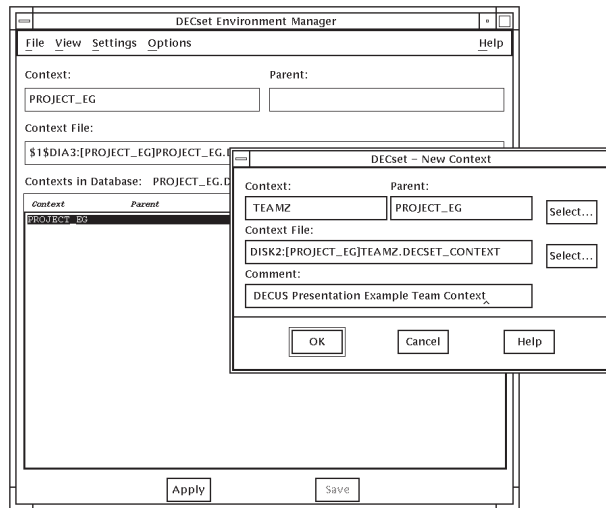 DECset Environment Manager
File View Settings Options Help
Context: Parent:
PROJECT_EG
Context File:
$1$DIA3:[PROJECT_EG]PROJECT_EG.
Contexts in Database: PROJECT_EG.
Context Parent
PROJECT_EG
Apply Save
DECset – New Context
Context: Parent:
TEAMZ PROJECT_EG Select...
Context File:
DISK2:[PROJECT_EG]TEAMZ.DECSET_CONTEXT Select...
Comment:
DECUS Presentation Example Team Context
OK Cancel Help